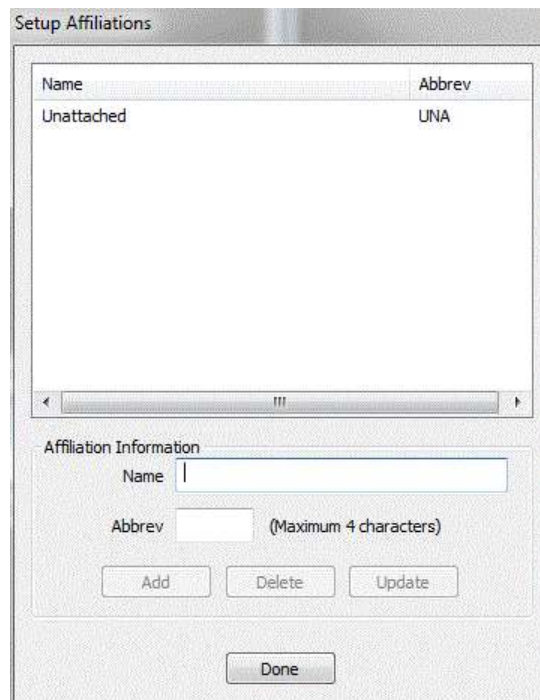 Setup Affiliations
Name Abbrev
Unattached UNA
Affiliation Information
Name
Abbrev (Maximum 4 characters)
Add Delete Update
Done